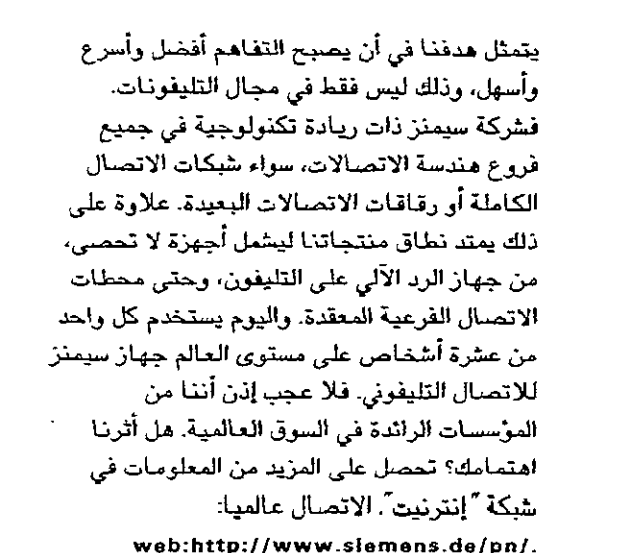 يتمثل هدفنا في أن يصبح التفاهم أفضل وأسرع
وأسهل، وذلك ليس فقط في مجال التليفونات.
فشركة سيمنز ذات ريادة تكنولوجية في جميع
فروع هندسة الاتصالات، سواء شبكات الاتصال
الكاملة أو رقاقات الاتصالات البعيدة. علاوة على
ذلك يمتد نطاق منتجاتنا ليشمل أجهزة لا تحصى،
من جهاز الرد الآلي على التليفون، وحتى محطات
الاتصال الفرعية المعقدة. واليوم يستخدم كل واحد
من عشرة أشخاص على مستوى العالم جهاز سيمنز
للاتصال التليفوني. فلا عجب إذن أننا من
المؤسسات الرائدة في السوق العالمية. هل أثرنا
اهتمامك؟ تحصل على المزيد من المعلومات في
شبكة "إنترنيت". الاتصال عالميا:
web:http://www.siemens.de/pn/.